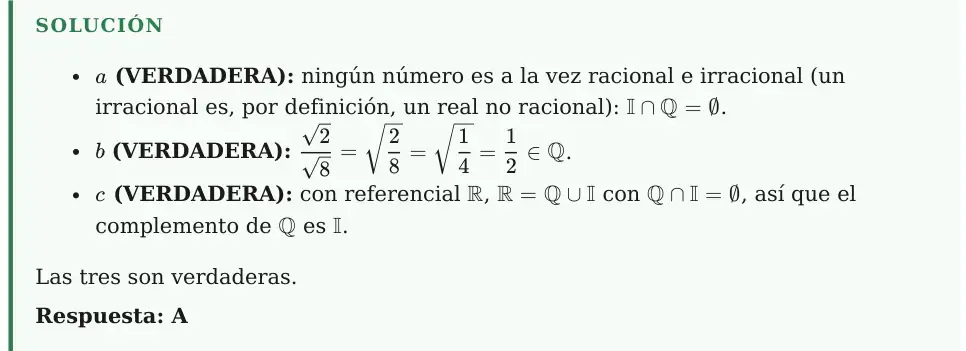 SOLUCIÓN
• a (VERDADERA): ningún número es a la vez racional e irracional (un
irracional es, por definición, un real no racional): 𝕀 ∩ ℚ = ∅.
• b (VERDADERA): √2/√8 = √(2/8) = √(1/4) = 1/2 ∈ ℚ.
• c (VERDADERA): con referencial ℝ, ℝ = ℚ ∪ 𝕀 con ℚ ∩ 𝕀 = ∅, así que el
complemento de ℚ es 𝕀.
Las tres son verdaderas.
Respuesta: A